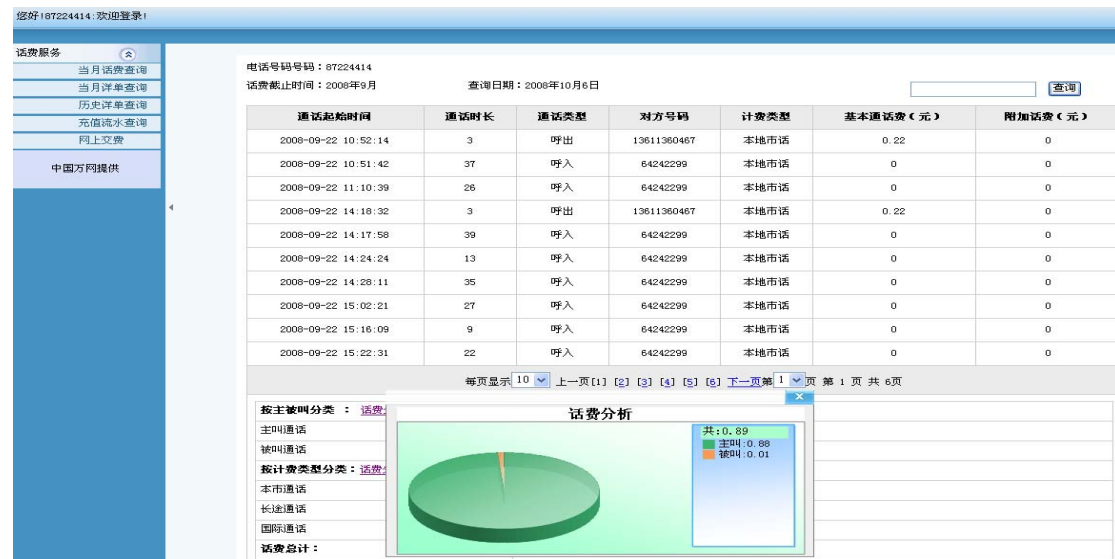 您好!87224414:欢迎登录!
话费服务
当月话费查询
当月详单查询
历史详单查询
充值流水查询
网上交费
中国万网提供
电话号码号码：87224414
话费截止时间：2008年9月 查询日期：2008年10月6日 查询
通话起始时间 通话时长 通话类型 对方号码 计费类型 基本通话费(元) 附加话费(元)
2008-09-22 10:52:14 3 呼出 13611360467 本地市话 0.22 0
2008-09-22 10:51:42 37 呼入 64242299 本地市话 0 0
2008-09-22 11:10:39 26 呼入 64242299 本地市话 0 0
2008-09-22 14:18:32 3 呼出 13611360467 本地市话 0.22 0
2008-09-22 14:17:58 39 呼入 64242299 本地市话 0 0
2008-09-22 14:24:24 13 呼入 64242299 本地市话 0 0
2008-09-22 14:28:11 35 呼入 64242299 本地市话 0 0
2008-09-22 15:02:21 27 呼入 64242299 本地市话 0 0
2008-09-22 15:16:09 9 呼入 64242299 本地市话 0 0
2008-09-22 15:22:31 22 呼入 64242299 本地市话 0 0
每页显示 10 上一页[1] [2] [3] [4] [5] [6] 下一页第 1 页 第 1 页 共 6页
按主被叫分类 ： 话费
主叫通话
被叫通话
按计费类型分类：话费
本市通话
长途通话
国际通话
话费总计：
话费分析
共:0.89
主叫:0.88
被叫:0.01